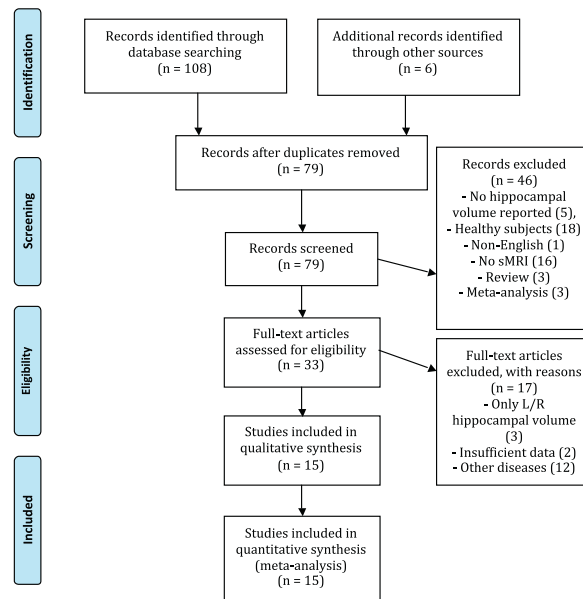 Identification
Records identified through
database searching
(n = 108)
Additional records identified
through other sources
(n = 6)
Records after duplicates removed
(n = 79)
Screening
Records screened
(n = 79)
Records excluded
(n = 46)
- No hippocampal
volume reported (5),
- Healthy subjects (18)
- Non-English (1)
- No sMRI (16)
- Review (3)
- Meta-analysis (3)
Eligibility
Full-text articles
assessed for eligibility
(n = 33)
Full-text articles
excluded, with reasons
(n = 17)
- Only L/R
hippocampal volume
(3)
- Insufficient data (2)
- Other diseases (12)
Studies included in
qualitative synthesis
(n = 15)
Included
Studies included in
quantitative synthesis
(meta-analysis)
(n = 15)